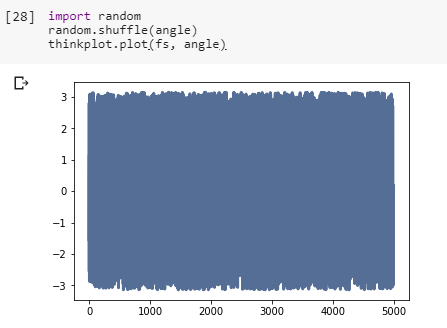 [28] import random
random.shuffle(angle)
thinkplot.plot(fs, angle)
3
2
1
0
−1
−2
−3
0 1000 2000 3000 4000 5000